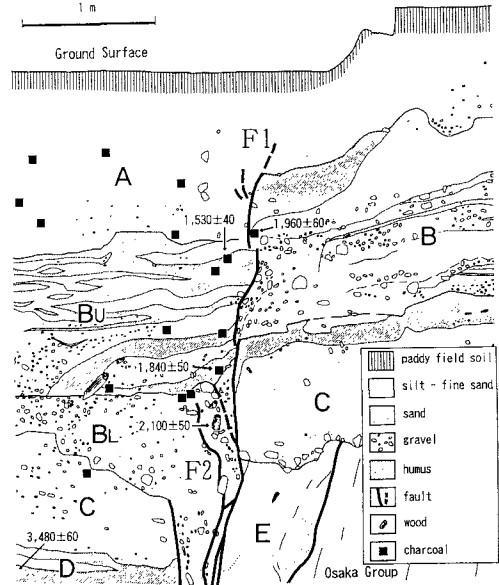 1 m
Ground Surface
F1
A
1,530±40
1,960±60
B
BU
1,840±50
C
BL
2,100±50
F2
C
E
3,480±60
D
Osaka Group
paddy field soil
silt - fine sand
sand
gravel
humus
fault
wood
charcoal